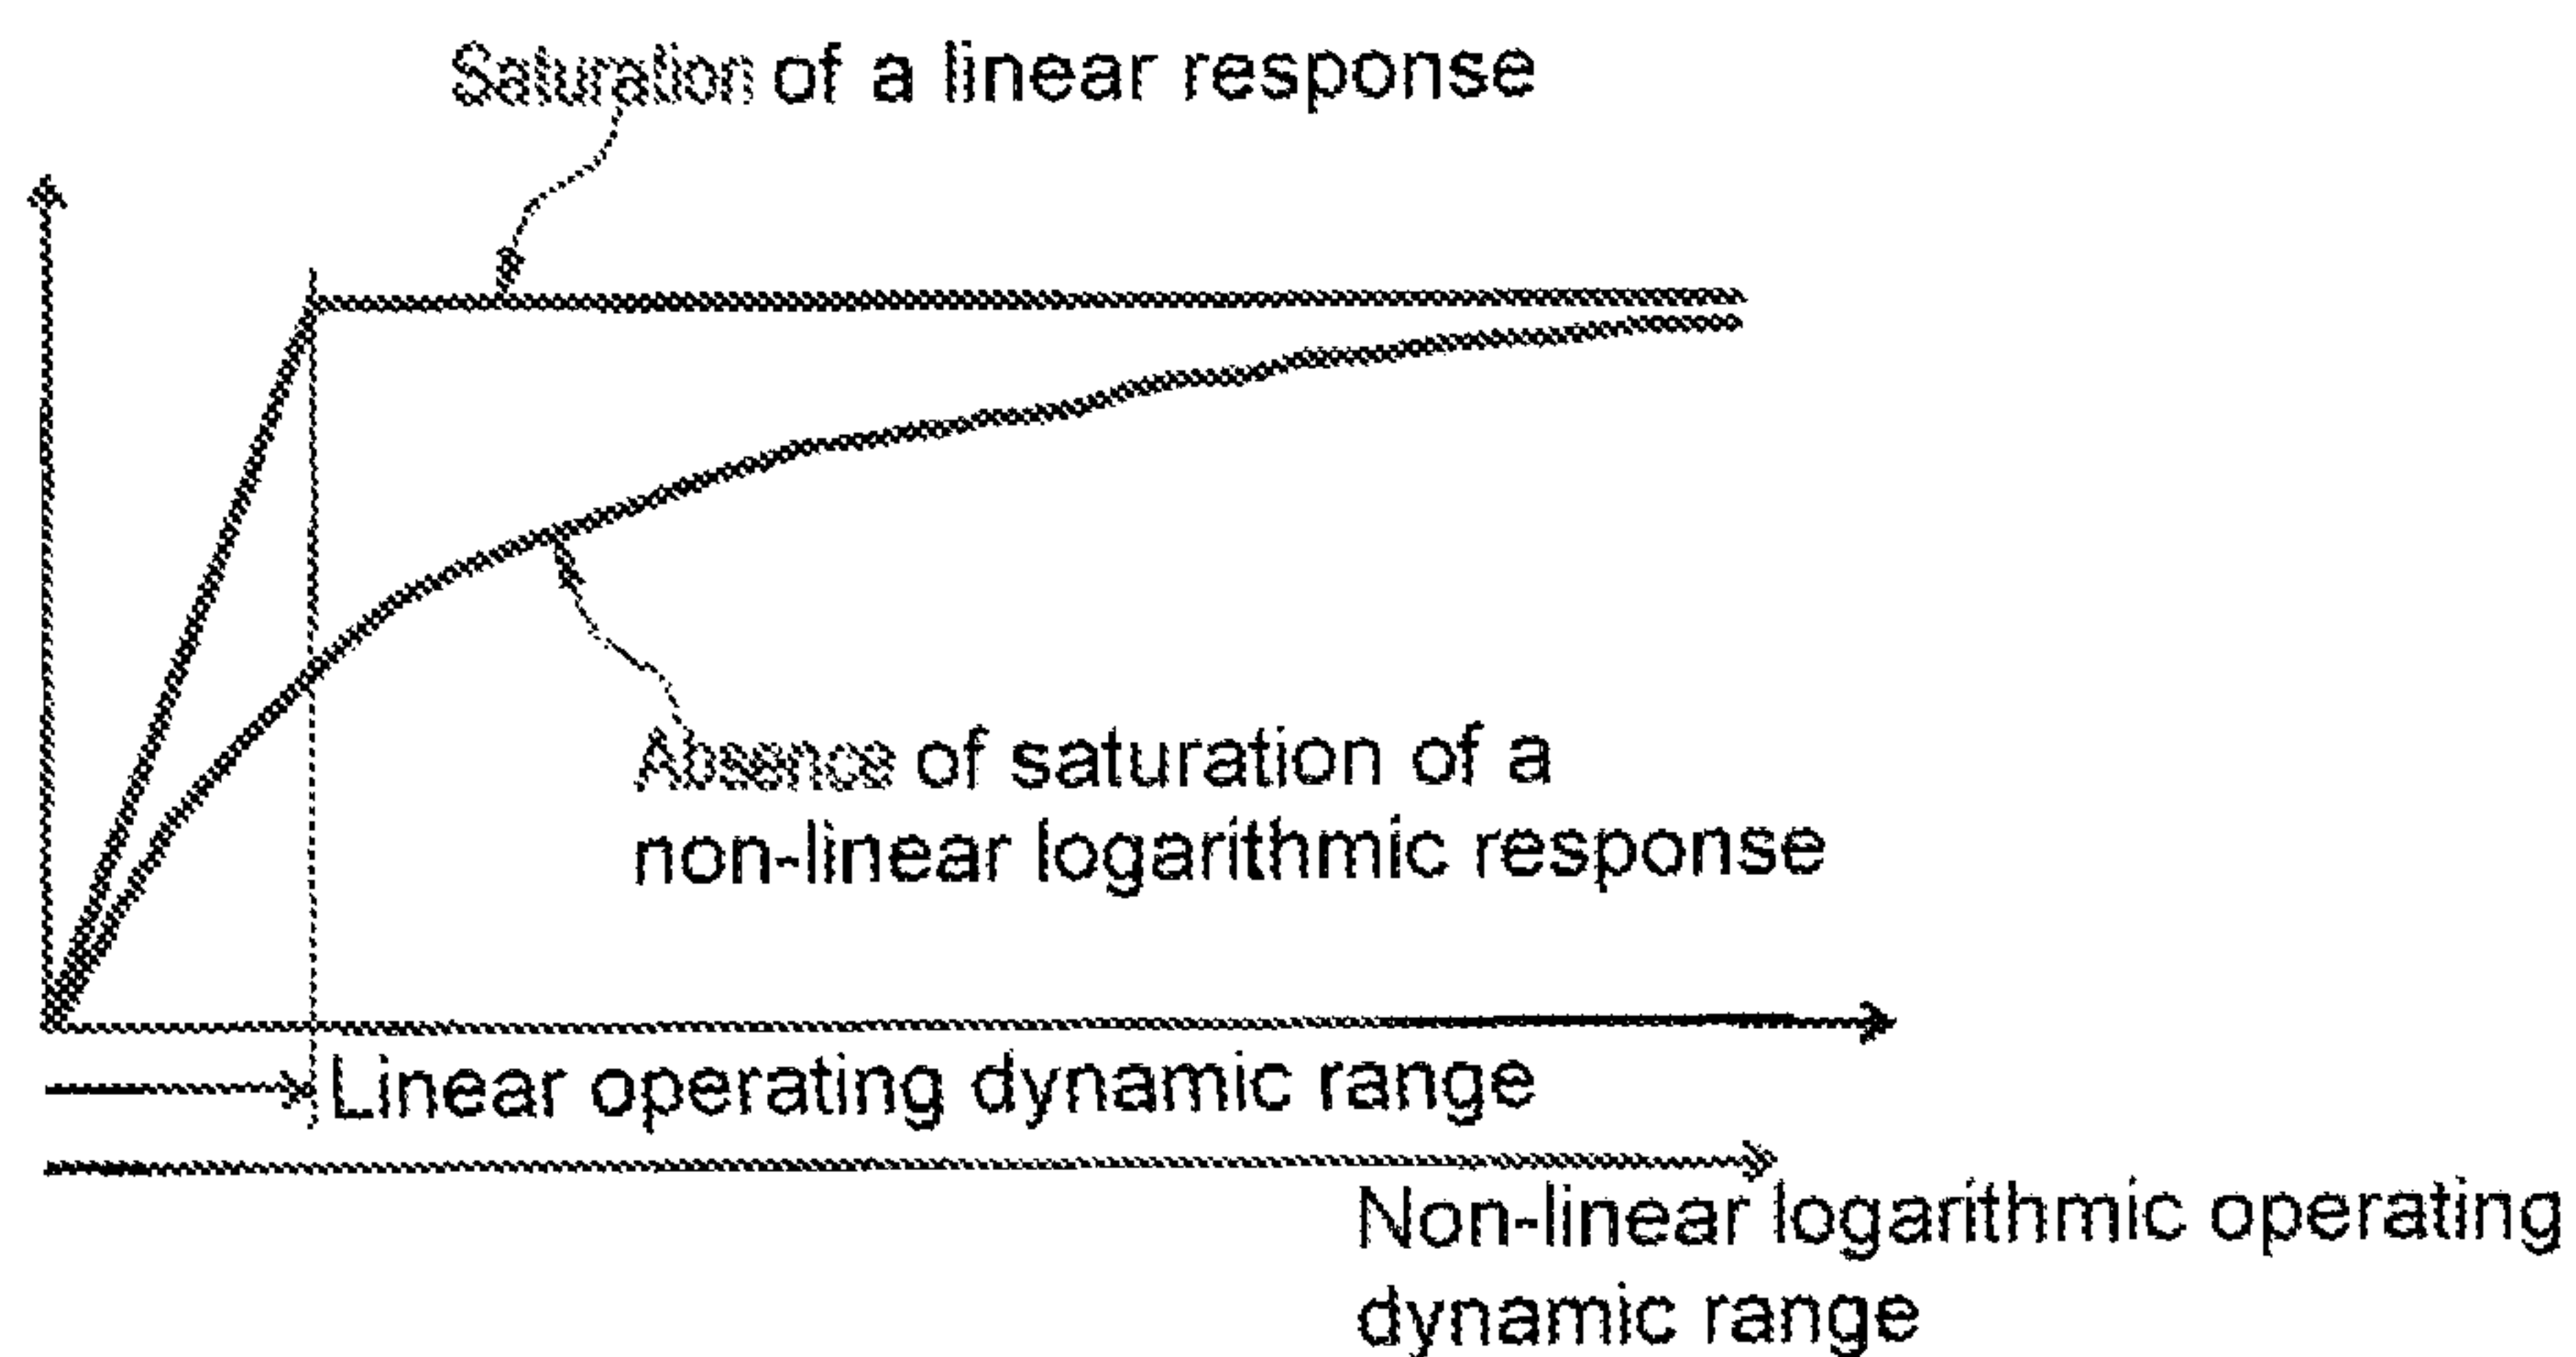 Saturation of a linear response
Absence of saturation of a
non-linear logarithmic response
Linear operating dynamic range
Non-linear logarithmic operating
dynamic range